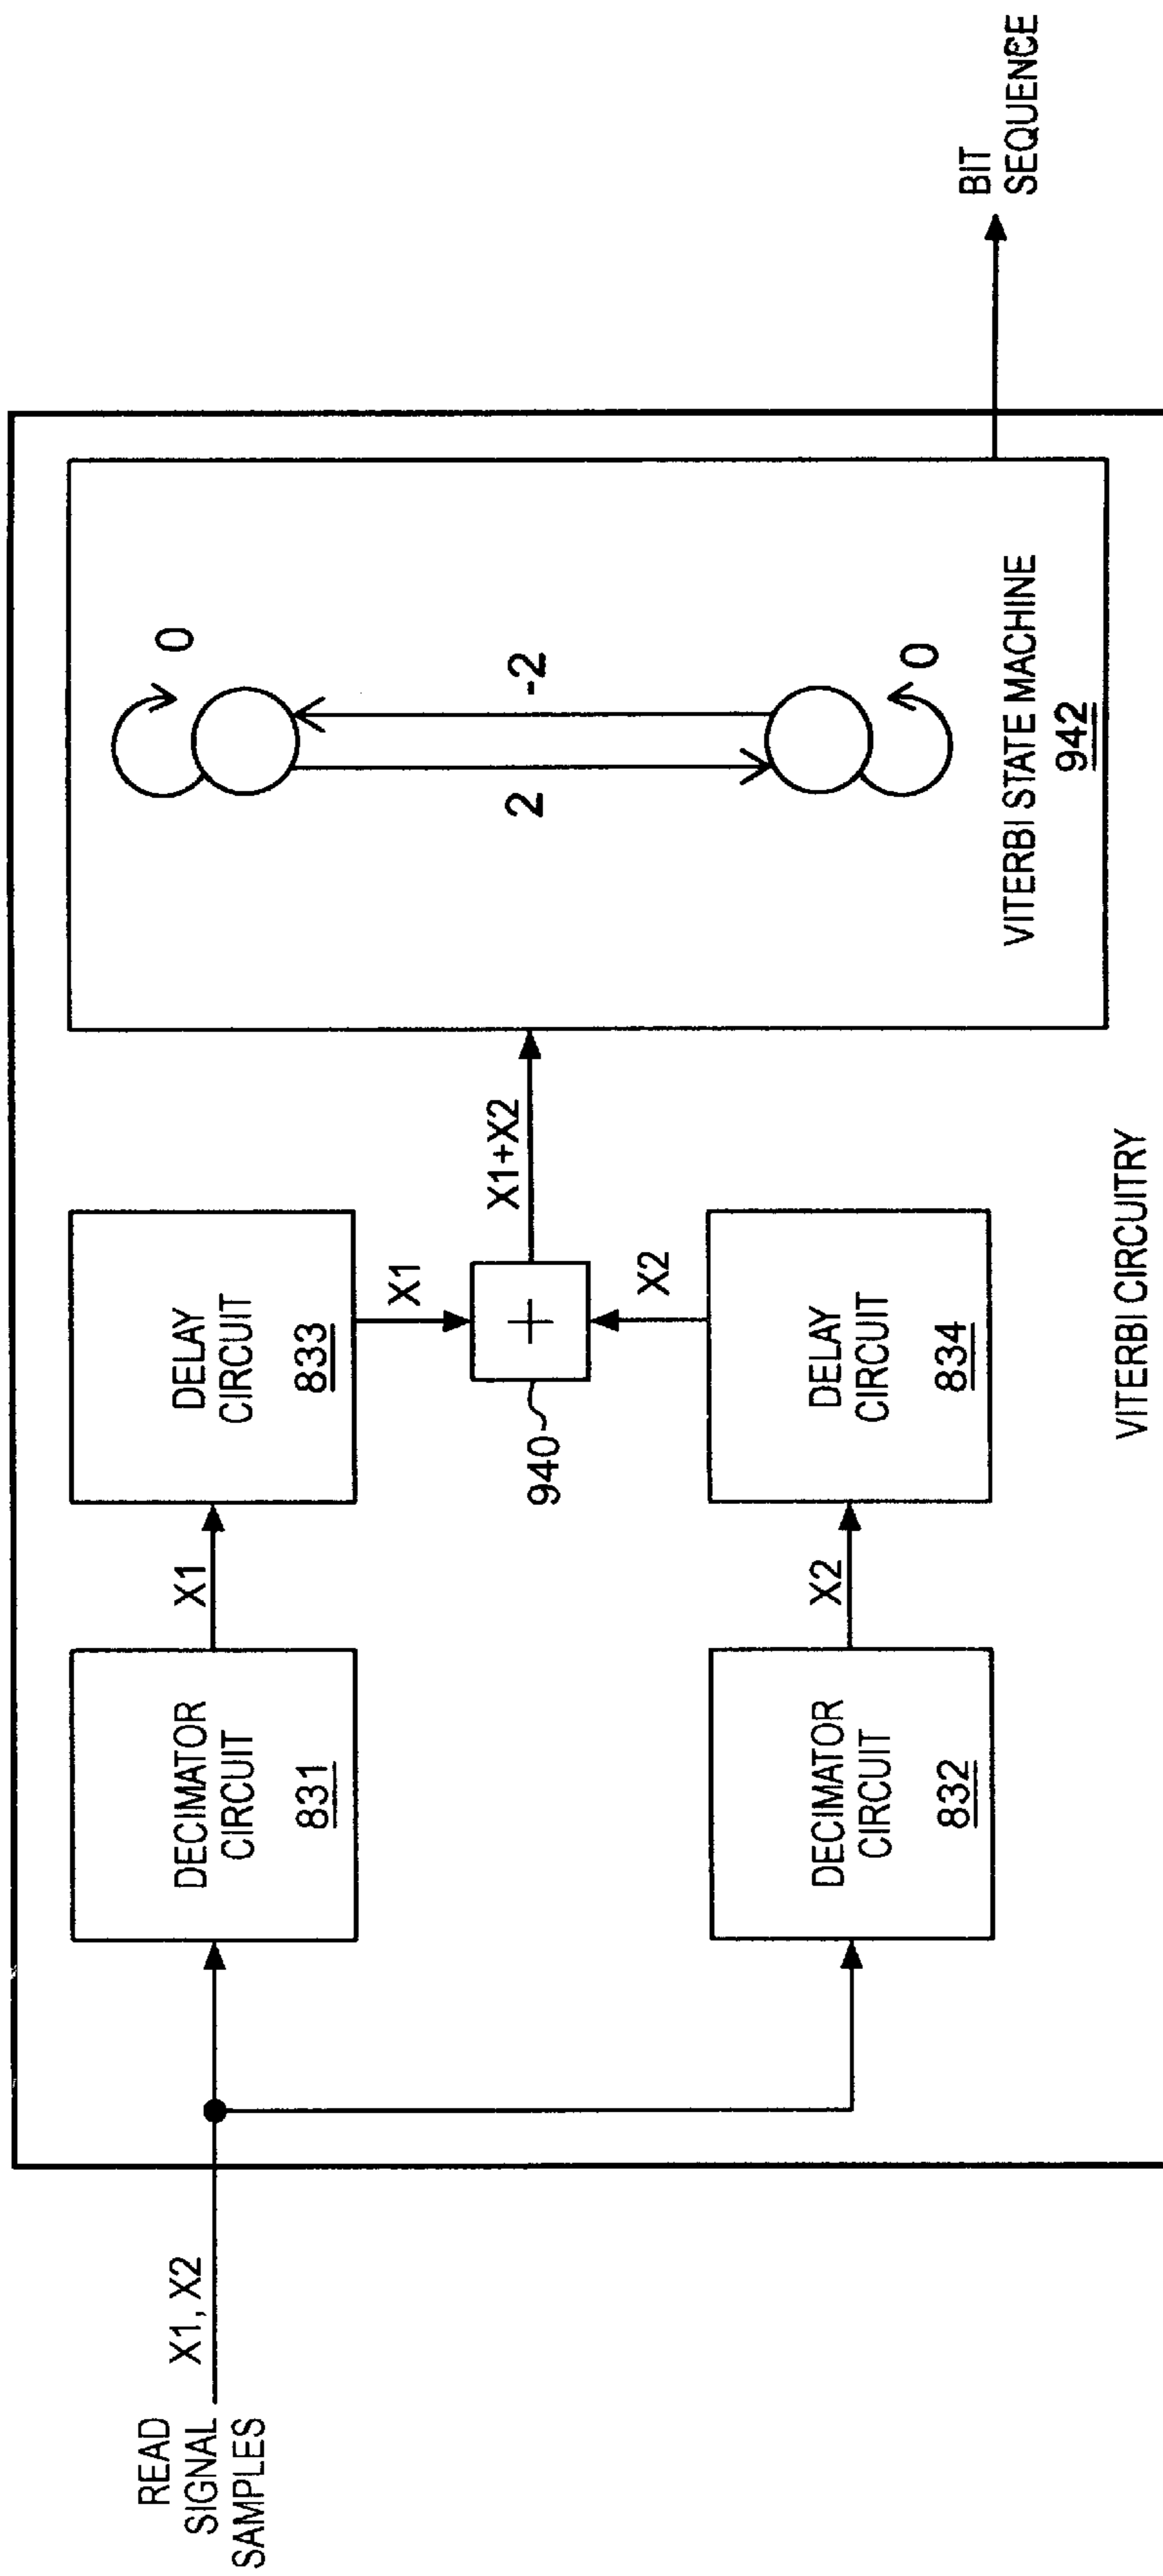 READ
SIGNAL
SAMPLES
X1, X2
DECIMATOR
CIRCUIT
831
X1
DELAY
CIRCUIT
833
X1
940
+
X1+X2
DECIMATOR
CIRCUIT
832
X2
DELAY
CIRCUIT
834
X2
0
2
-2
0
VITERBI STATE MACHINE
942
BIT
SEQUENCE
VITERBI CIRCUITRY